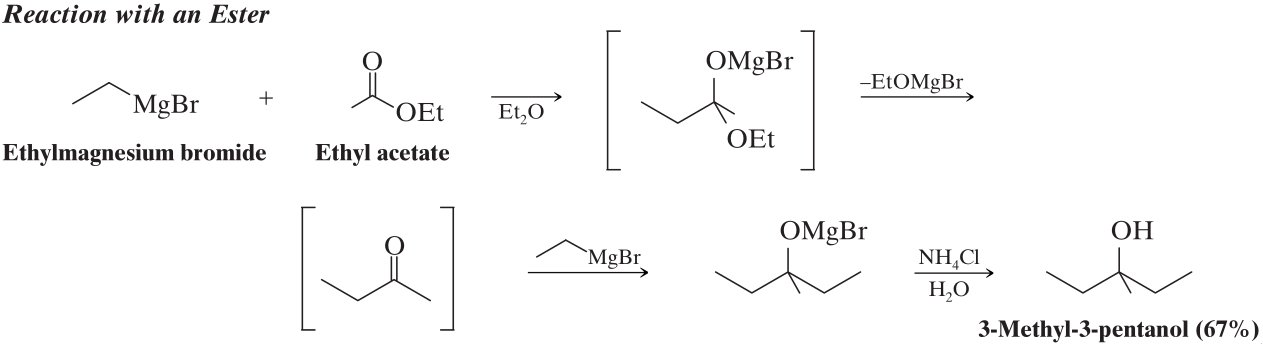 Reaction with an Ester
O
OMgBr
–EtOMgBr
MgBr + OEt
Et₂O
OEt
Ethylmagnesium bromide Ethyl acetate
O
MgBr
OMgBr
NH₄Cl
H₂O
OH
3-Methyl-3-pentanol (67%)